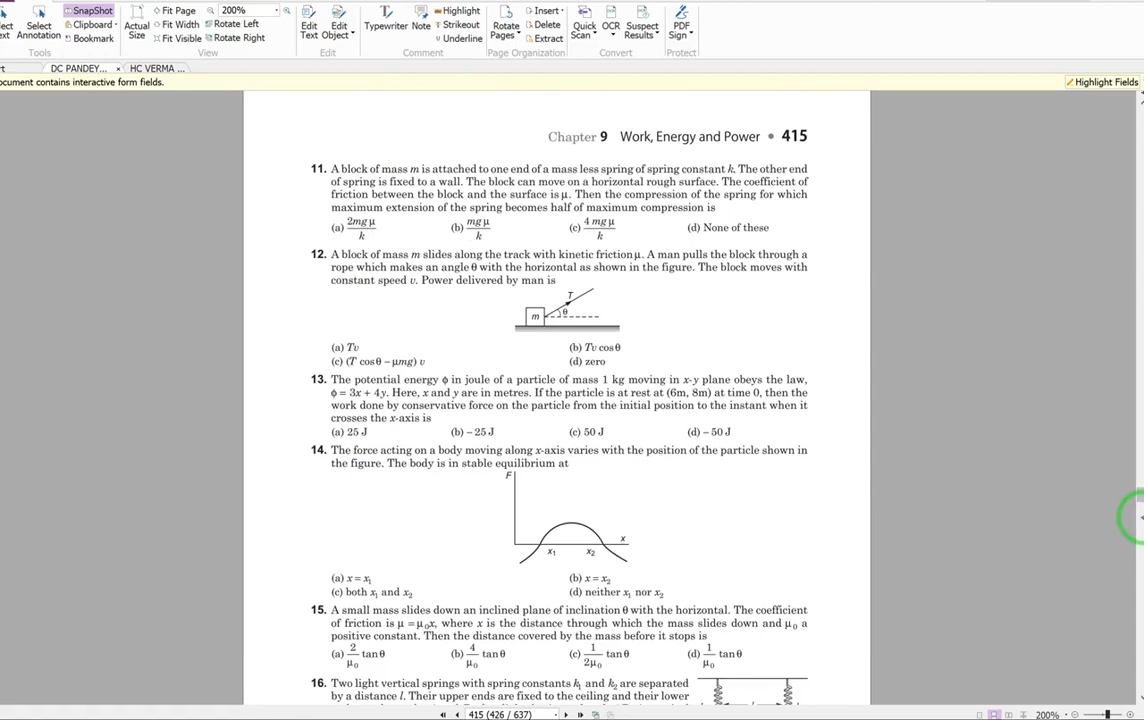 SnapShot
Clipboard
Bookmark
Select
Annotation
Tools
Actual
Size
Fit Page
Fit Width
Fit Visible
200%
Rotate Left
Rotate Right
View
Edit
Text
Edit
Object
Edit
Typewriter
Note
Highlight
Strikeout
Underline
Comment
Rotate
Pages
Insert
Delete
Extract
Page Organization
Quick
Scan
OCR
Suspect
Results
Convert
PDF
Sign
Protect
DC PANDEY... × HC VERMA ...
ocument contains interactive form fields.
Highlight Fields
Chapter 9 Work, Energy and Power • 415
11. A block of mass m is attached to one end of a mass less spring of spring constant k. The other end
of spring is fixed to a wall. The block can move on a horizontal rough surface. The coefficient of
friction between the block and the surface is μ. Then the compression of the spring for which
maximum extension of the spring becomes half of maximum compression is
(a) 2mg μ / k (b) mg μ / k (c) 4 mg μ / k (d) None of these
12. A block of mass m slides along the track with kinetic friction μ. A man pulls the block through a
rope which makes an angle θ with the horizontal as shown in the figure. The block moves with
constant speed v. Power delivered by man is
T
m θ
(a) Tv (b) Tv cos θ
(c) (T cos θ – μmg) v (d) zero
13. The potential energy ϕ in joule of a particle of mass 1 kg moving in x-y plane obeys the law,
ϕ = 3x + 4y. Here, x and y are in metres. If the particle is at rest at (6m, 8m) at time 0, then the
work done by conservative force on the particle from the initial position to the instant when it
crosses the x-axis is
(a) 25 J (b) – 25 J (c) 50 J (d) – 50 J
14. The force acting on a body moving along x-axis varies with the position of the particle shown in
the figure. The body is in stable equilibrium at
F
x
x₁ x₂
(a) x = x₁ (b) x = x₂
(c) both x₁ and x₂ (d) neither x₁ nor x₂
15. A small mass slides down an inclined plane of inclination θ with the horizontal. The coefficient
of friction is μ = μ₀x, where x is the distance through which the mass slides down and μ₀ a
positive constant. Then the distance covered by the mass before it stops is
(a) 2/μ₀ tan θ (b) 4/μ₀ tan θ (c) 1/2μ₀ tan θ (d) 1/μ₀ tan θ
16. Two light vertical springs with spring constants k₁ and k₂ are separated
by a distance l. Their upper ends are fixed to the ceiling and their lower
415 (426 / 637)
200%